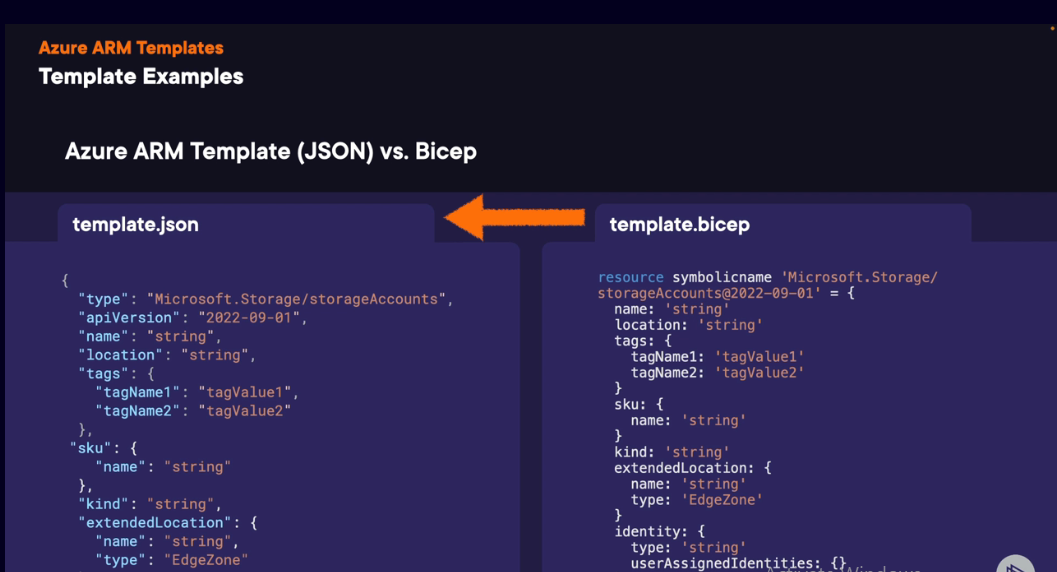 Azure ARM Templates
Template Examples
Azure ARM Template (JSON) vs. Bicep
template.json
{
"type": "Microsoft.Storage/storageAccounts",
"apiVersion": "2022-09-01",
"name": "string",
"location": "string",
"tags": {
"tagName1": "tagValue1",
"tagName2": "tagValue2"
},
"sku": {
"name": "string"
},
"kind": "string",
"extendedLocation": {
"name": "string",
"type": "EdgeZone"
template.bicep
resource symbolicname 'Microsoft.Storage/
storageAccounts@2022-09-01' = {
name: 'string'
location: 'string'
tags: {
tagName1: 'tagValue1'
tagName2: 'tagValue2'
}
sku: {
name: 'string'
}
kind: 'string'
extendedLocation: {
name: 'string'
type: 'EdgeZone'
}
identity: {
type: 'string'
userAssignedIdentities: {}